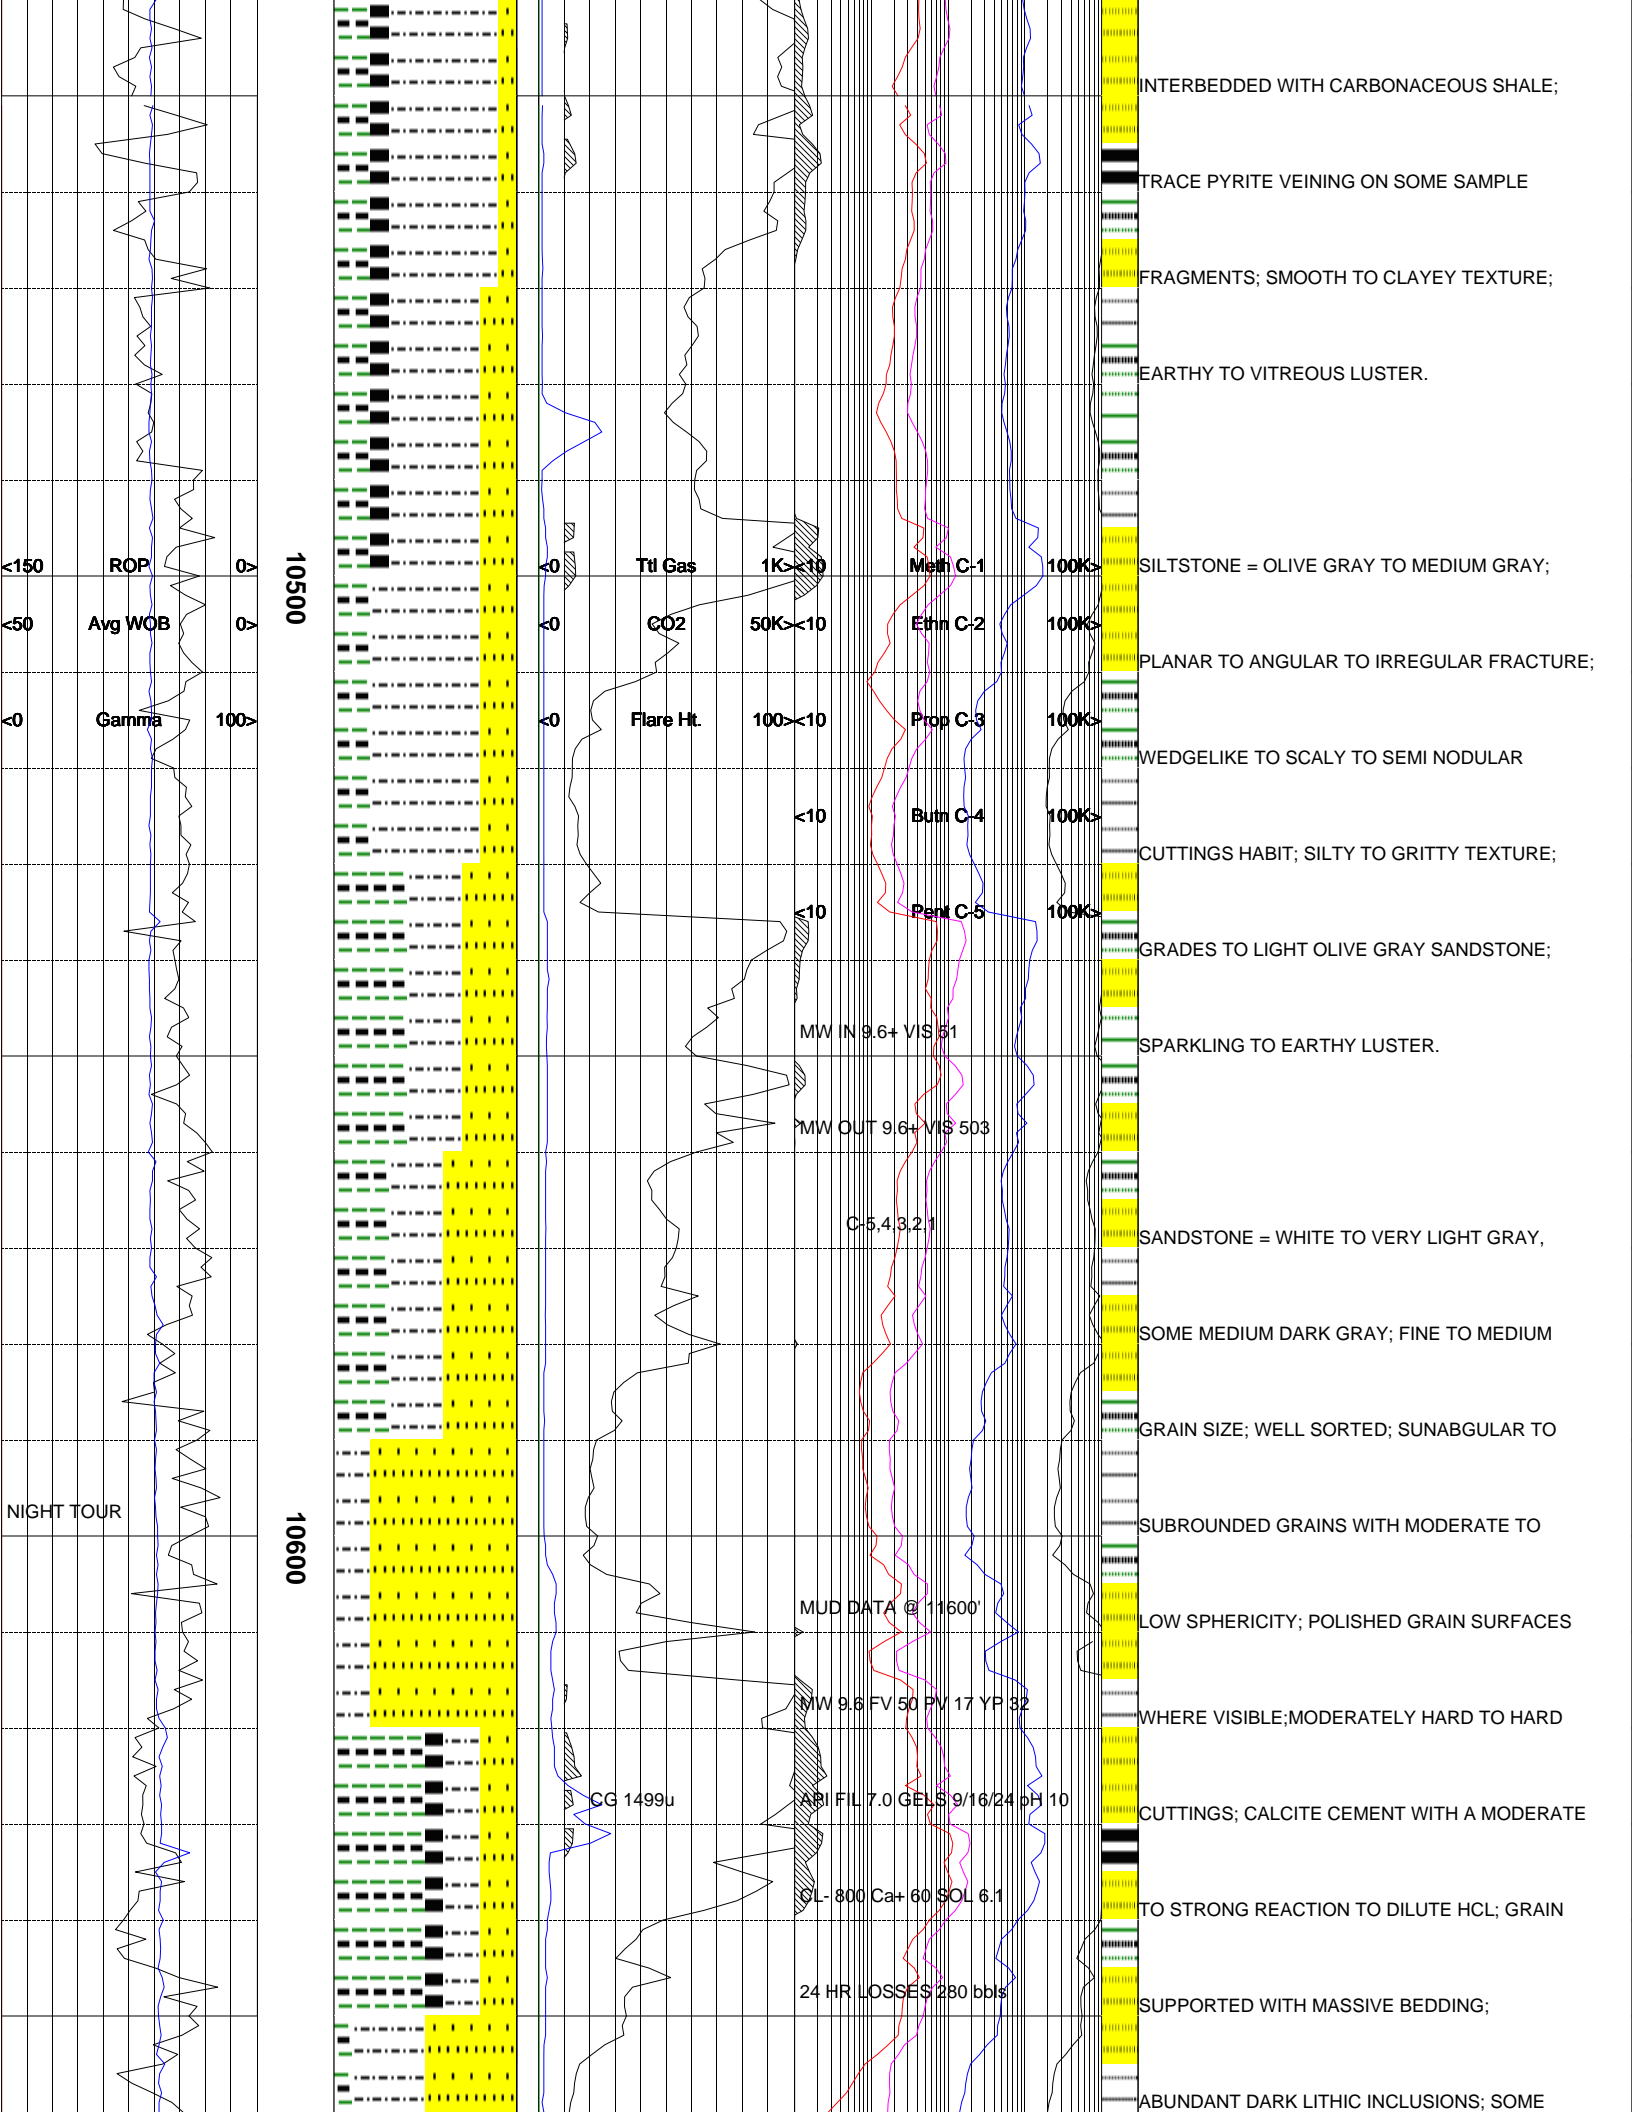 INTERBEDDED WITH CARBONACEOUS SHALE;
TRACE PYRITE VEINING ON SOME SAMPLE
FRAGMENTS; SMOOTH TO CLAYEY TEXTURE;
EARTHY TO VITREOUS LUSTER.
<150 ROP 0> 10500 <0 Ttl Gas 1K> <10 Meth C-1 100K> SILTSTONE = OLIVE GRAY TO MEDIUM GRAY;
<50 Avg WOB 0> <0 CO2 50K> <10 Ethn C-2 100K>
PLANAR TO ANGULAR TO IRREGULAR FRACTURE;
<0 Gamma 100> <0 Flare Ht. 100> <10 Prop C-3 100K>
WEDGELIKE TO SCALY TO SEMI NODULAR
<10 Butn C-4 100K>
CUTTINGS HABIT; SILTY TO GRITTY TEXTURE;
<10 Pent C-5 100K>
GRADES TO LIGHT OLIVE GRAY SANDSTONE;
MW IN 9.6+ VIS 51
SPARKLING TO EARTHY LUSTER.
MW OUT 9.6+ VIS 503
C-5,4,3,2,1
SANDSTONE = WHITE TO VERY LIGHT GRAY,
SOME MEDIUM DARK GRAY; FINE TO MEDIUM
GRAIN SIZE; WELL SORTED; SUNABGULAR TO
NIGHT TOUR
10600
SUBROUNDED GRAINS WITH MODERATE TO
MUD DATA @ 11600'
LOW SPHERICITY; POLISHED GRAIN SURFACES
MW 9.6 FV 50 PV 17 YP 32
WHERE VISIBLE;MODERATELY HARD TO HARD
CG 1499u
API FIL 7.0 GELS 9/16/24 pH 10
CUTTINGS; CALCITE CEMENT WITH A MODERATE
CL- 800 Ca+ 60 SOL 6.1
TO STRONG REACTION TO DILUTE HCL; GRAIN
24 HR LOSSES 280 bbls
SUPPORTED WITH MASSIVE BEDDING;
ABUNDANT DARK LITHIC INCLUSIONS; SOME